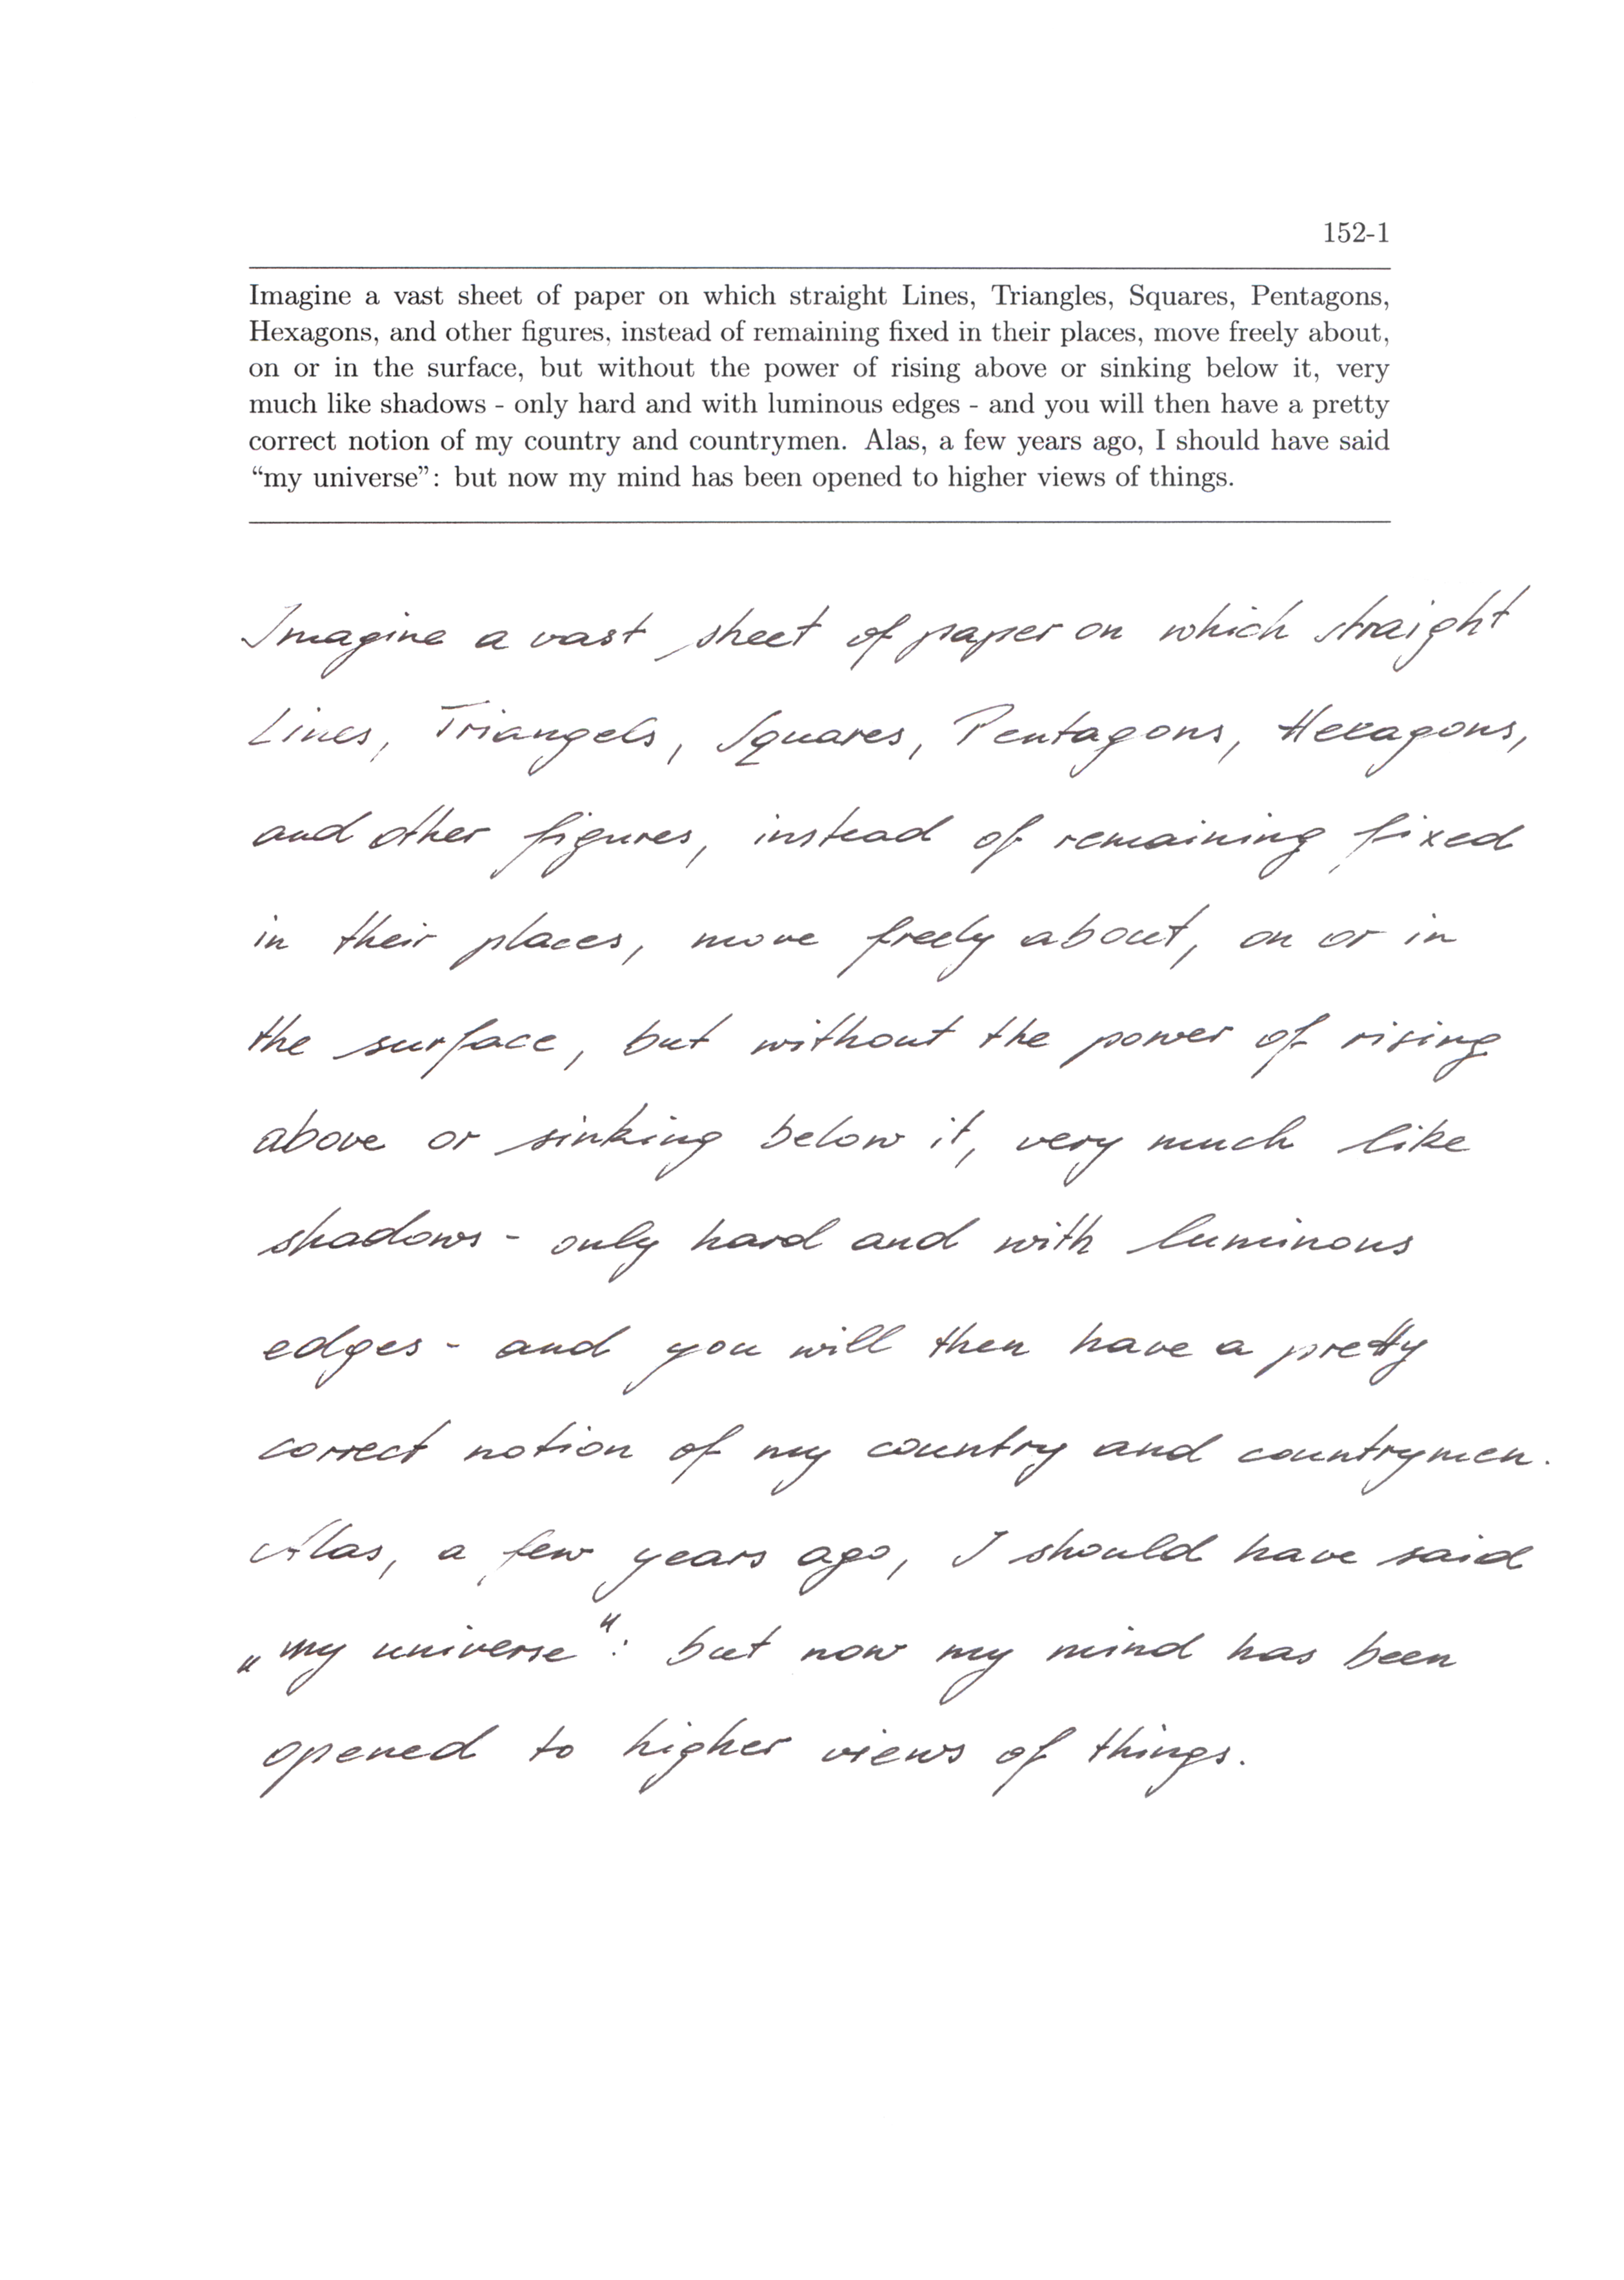 152-1
Imagine a vast sheet of paper on which straight Lines, Triangles, Squares, Pentagons,
Hexagons, and other figures, instead of remaining fixed in their places, move freely about,
on or in the surface, but without the power of rising above or sinking below it, very
much like shadows - only hard and with luminous edges - and you will then have a pretty
correct notion of my country and countrymen. Alas, a few years ago, I should have said
“my universe”: but now my mind has been opened to higher views of things.
Imagine a vast sheet of paper on which straight
Lines, Triangels, Squares, Pentagons, Hexagons,
and other figures, instead of remaining fixed
in their places, move freely about, on or in
the surface, but without the power of rising
above or sinking below it, very much like
shadows - only hard and with luminous
edges - and you will then have a pretty
correct notion of my country and countrymen.
Alas, a few years ago, I should have said
„my universe“: but now my mind has been
opened to higher views of things.